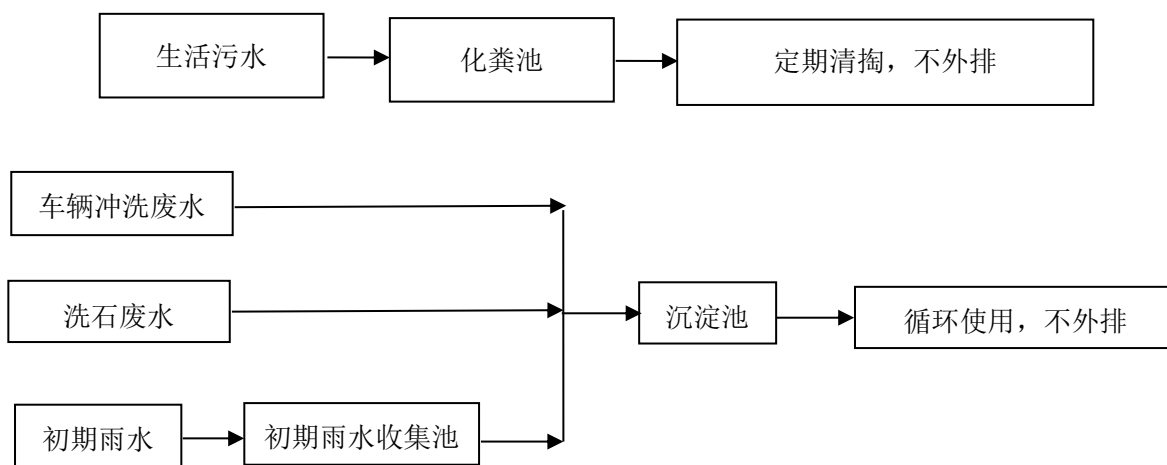 生活污水
化粪池
定期清掏，不外排
车辆冲洗废水
洗石废水
沉淀池
循环使用，不外排
初期雨水
初期雨水收集池